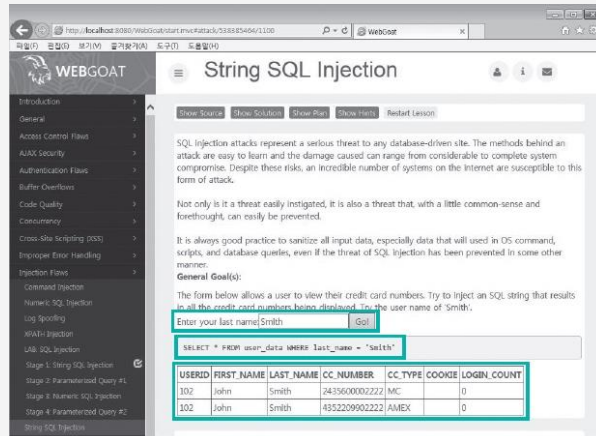 http://localhost:8080/WebGoat/start.mvc#attack/538385464/1106
WebGoat
파일(F) 편집(E) 보기(V) 즐겨찾기(A) 도구(T) 도움말(H)
WEBGOAT
String SQL Injection
Introduction
General
Access Control Flaws
AJAX Security
Authentication Flaws
Buffer Overflows
Code Quality
Concurrency
Cross-Site Scripting (XSS)
Improper Error Handling
Injection Flaws
Command Injection
Numeric SQL Injection
Log Spoofing
XPATH Injection
LAB: SQL Injection
Stage 1: String SQL Injection
Stage 2: Parameterized Query #1
Stage 3: Numeric SQL Injection
Stage 4: Parameterized Query #2
String SQL Injection
Show Source Show Solution Show Plan Show Hints Restart Lesson
SQL injection attacks represent a serious threat to any database-driven site. The methods behind an
attack are easy to learn and the damage caused can range from considerable to complete system
compromise. Despite these risks, an incredible number of systems on the internet are susceptible to this
form of attack.
Not only is it a threat easily instigated, it is also a threat that, with a little common-sense and
forethought, can easily be prevented.
It is always good practice to sanitize all input data, especially data that will used in OS command,
scripts, and database queries, even if the threat of SQL injection has been prevented in some other
manner.
General Goal(s):
The form below allows a user to view their credit card numbers. Try to inject an SQL string that results
in all the credit card numbers being displayed. Try the user name of 'Smith'.
Enter your last name: Smith Go!
SELECT * FROM user_data WHERE last_name = 'Smith'
USERID FIRST_NAME LAST_NAME CC_NUMBER CC_TYPE COOKIE LOGIN_COUNT
102 John Smith 2435600002222 MC 0
102 John Smith 4352209902222 AMEX 0